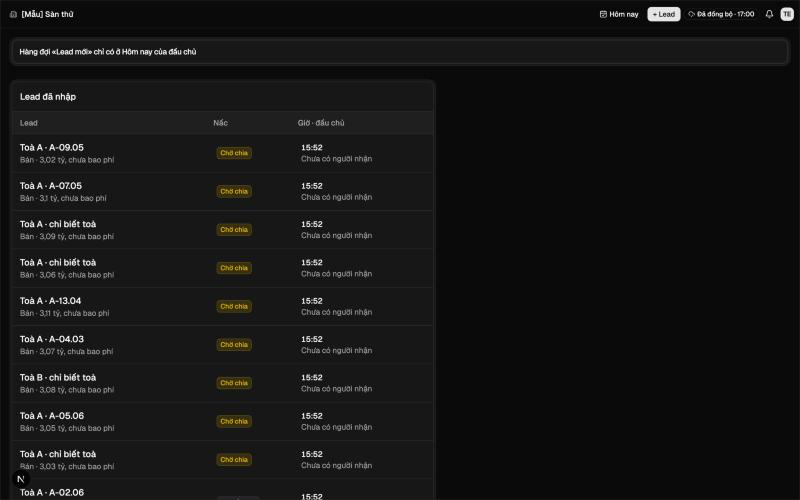 [Mẫu] Sàn thử
Hôm nay
+ Lead
Đã đồng bộ · 17:00
TE
Hàng đợi «Lead mới» chỉ có ở Hôm nay của đầu chủ
Lead đã nhập
Lead Nấc Giờ · đầu chủ
Toà A · A-09.05 15:52
Chờ chia
Bán · 3,02 tỷ, chưa bao phí Chưa có người nhận
Toà A · A-07.05 15:52
Chờ chia
Bán · 3,1 tỷ, chưa bao phí Chưa có người nhận
Toà A · chỉ biết toà 15:52
Chờ chia
Bán · 3,09 tỷ, chưa bao phí Chưa có người nhận
Toà A · chỉ biết toà 15:52
Chờ chia
Bán · 3,06 tỷ, chưa bao phí Chưa có người nhận
Toà A · A-13.04 15:52
Chờ chia
Bán · 3,11 tỷ, chưa bao phí Chưa có người nhận
Toà A · A-04.03 15:52
Chờ chia
Bán · 3,07 tỷ, chưa bao phí Chưa có người nhận
Toà B · chỉ biết toà 15:52
Chờ chia
Bán · 3,08 tỷ, chưa bao phí Chưa có người nhận
Toà A · A-05.06 15:52
Chờ chia
Bán · 3,05 tỷ, chưa bao phí Chưa có người nhận
Toà A · chỉ biết toà 15:52
Chờ chia
Bán · 3,03 tỷ, chưa bao phí Chưa có người nhận
N
Toà A · A-02.06 15:52